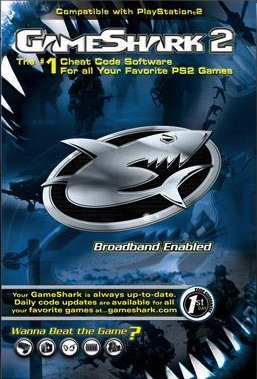 Compatible with PlayStation®2
GAMESHARK 2
The #1 Cheat Code Software
For all Your Favorite PS2 Games
Broadband Enabled
Your GameShark is always up-to-date.
Daily code updates are available for all
your favorite games at...gameshark.com
1st
Wanna Beat the Game?